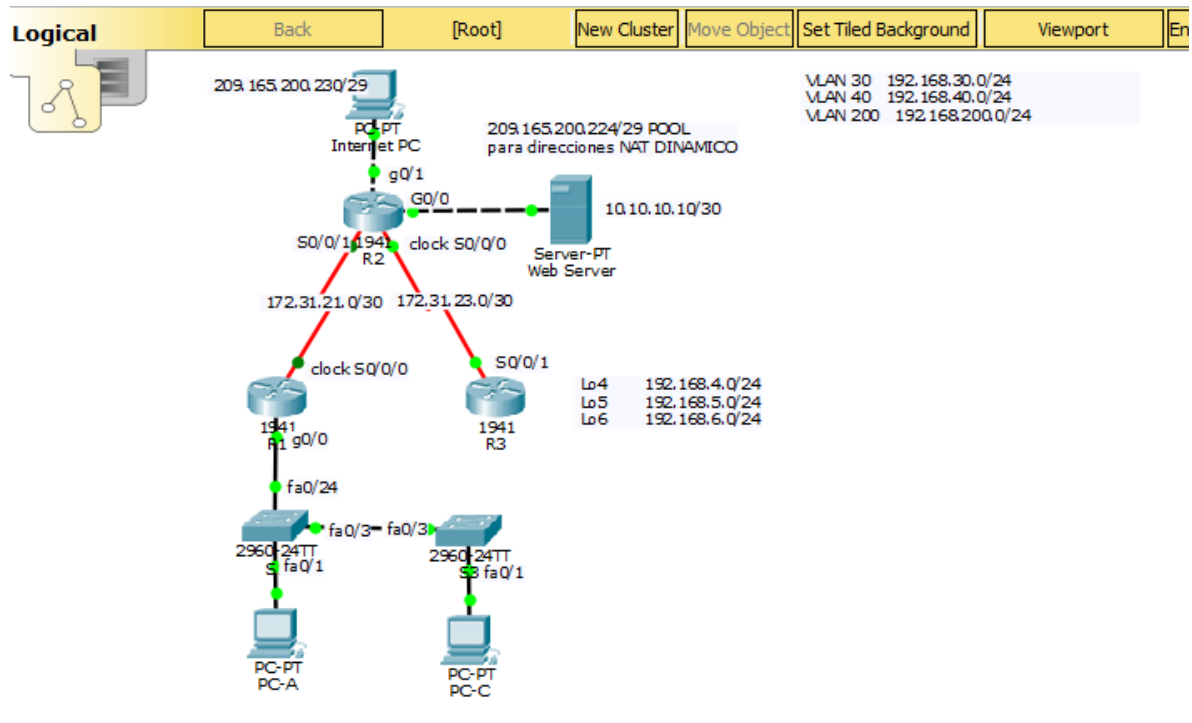 Logical
Back
[Root]
New Cluster
Move Object
Set Tiled Background
Viewport
En
209.165.200.230/29
PC-PT
Internet PC
g0/1
VLAN 30 192.168.30.0/24
VLAN 40 192.168.40.0/24
VLAN 200 192.168.200.0/24
209.165.200.224/29 POOL
para direcciones NAT DINAMICO
G0/0
10.10.10.10/30
Server-PT
Web Server
S0/0/1
1941
R2
clock S0/0/0
172.31.21.0/30
172.31.23.0/30
clock S0/0/0
S0/0/1
1941
R1
g0/0
1941
R3
Lo4 192.168.4.0/24
Lo5 192.168.5.0/24
Lo6 192.168.6.0/24
fa0/24
fa0/3
fa0/3
2960-24TT
fa0/1
2960-24TT
S3
fa0/1
PC-PT
PC-A
PC-PT
PC-C